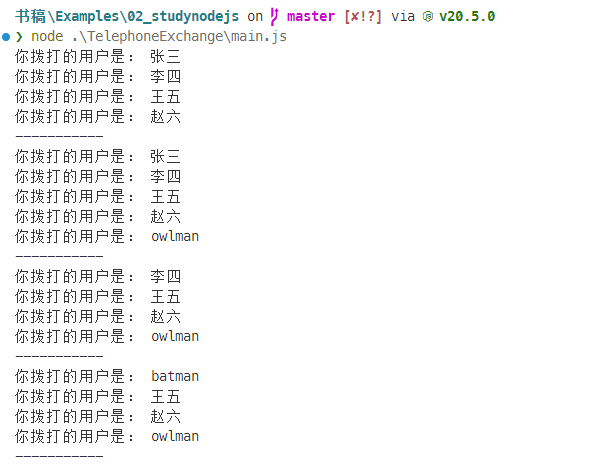 书稿\Examples\02_studynodejs on master [✘!?] via v20.5.0
❯ node .\TelephoneExchange\main.js
你拨打的用户是： 张三
你拨打的用户是： 李四
你拨打的用户是： 王五
你拨打的用户是： 赵六
-----------
你拨打的用户是： 张三
你拨打的用户是： 李四
你拨打的用户是： 王五
你拨打的用户是： 赵六
你拨打的用户是： owlman
-----------
你拨打的用户是： 李四
你拨打的用户是： 王五
你拨打的用户是： 赵六
你拨打的用户是： owlman
-----------
你拨打的用户是： batman
你拨打的用户是： 王五
你拨打的用户是： 赵六
你拨打的用户是： owlman
-----------